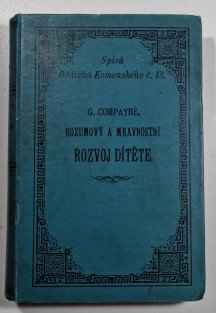 Spisů
Dědictví Komenského č. 13.
G. COMPAYRÉ,
ROZUMOVÝ A MRAVNOSTNÍ
ROZVOJ DÍTĚTE.